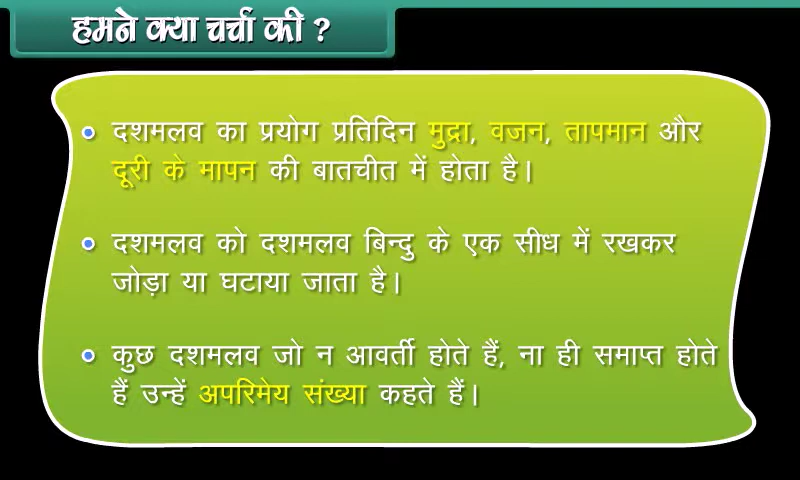 हमने क्या चर्चा की ?
दशमलव का प्रयोग प्रतिदिन मुद्रा, वजन, तापमान और
दूरी के मापन की बातचीत में होता है।
दशमलव को दशमलव बिन्दु के एक सीध में रखकर
जोड़ा या घटाया जाता है।
कुछ दशमलव जो न आवर्ती होते हैं, ना ही समाप्त होते
हैं उन्हें अपरिमेय संख्या कहते हैं।